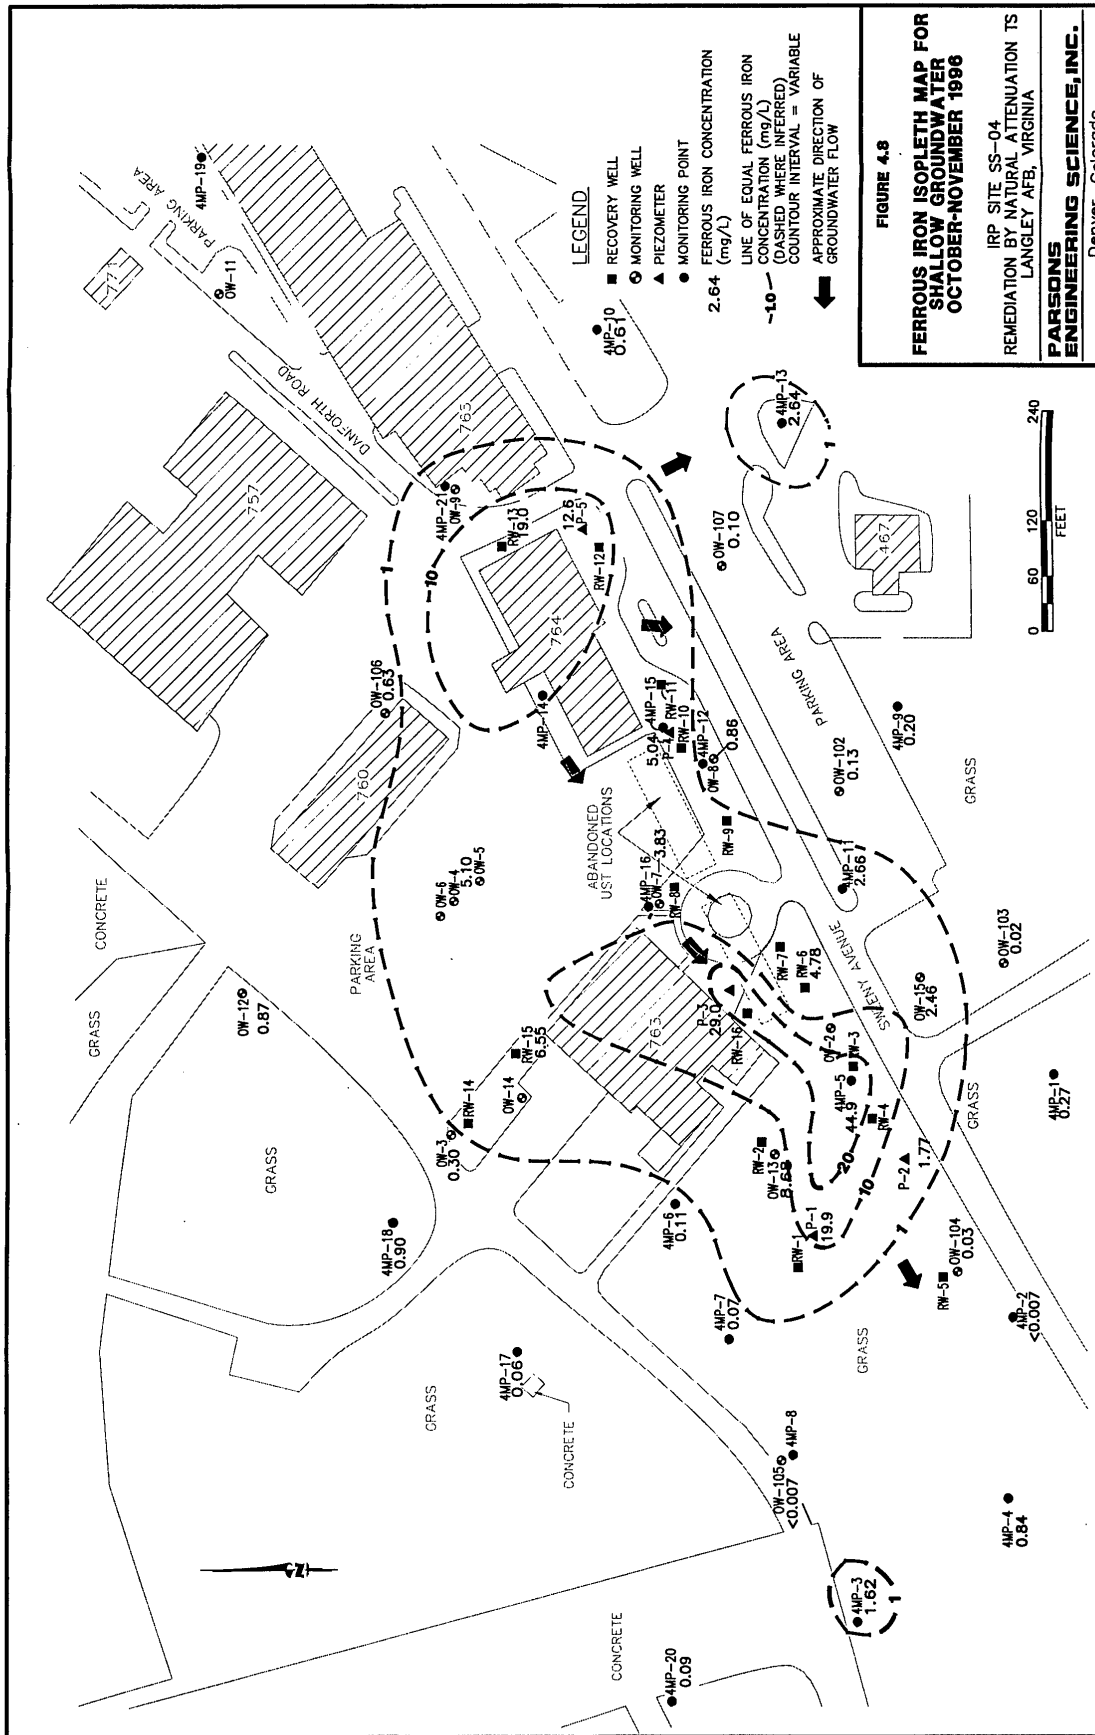 PARKING AREA
4MP-19
OW-11
777
DANFORTH ROAD
757
763
4MP-21
OW-9
RW-13
19.0
12.6
P-5
RW-12
764
4MP-14
OW-106
0.63
760
1
10
4MP-10
0.61
4MP-13
2.64
1
OW-107
0.10
467
PARKING AREA
5.04
4MP-15
P-4
RW-11
RW-10
4MP-12
OW-8
0.86
RW-9
ABANDONED
UST LOCATIONS
OW-6
OW-4
5.10
OW-5
4MP-16
OW-7
3.83
RW-8
OW-102
0.13
4MP-9
0.20
GRASS
4MP-11
2.66
CONCRETE
GRASS
PARKING
AREA
OW-12
0.87
RW-7
RW-6
4.78
SWEENY AVENUE
OW-103
0.02
OW-15
2.46
P-3
29.0
RW-16
763
RW-15
6.55
OW-14
RW-14
OW-3
0.30
OW-2
RW-3
4MP-5
44.9
RW-4
20
10
1
RW-2
OW-13
8.68
P-2
1.77
P-1
19.9
RW-1
GRASS
4MP-1
0.27
GRASS
4MP-18
0.90
4MP-6
0.11
4MP-7
0.07
OW-104
0.03
RW-5
4MP-2
<0.007
GRASS
4MP-17
0.06
GRASS
CONCRETE
OW-105
<0.007
4MP-8
4MP-4
0.84
4MP-3
1.62
1
CONCRETE
4MP-20
0.09
N
LEGEND
RECOVERY WELL
MONITORING WELL
PIEZOMETER
MONITORING POINT
2.64 FERROUS IRON CONCENTRATION
(mg/L)
-10- LINE OF EQUAL FERROUS IRON
CONCENTRATION (mg/L)
(DASHED WHERE INFERRED)
COUNTOUR INTERVAL = VARIABLE
APPROXIMATE DIRECTION OF
GROUNDWATER FLOW
0 60 120 240
FEET
FIGURE 4.8
FERROUS IRON ISOPLETH MAP FOR
SHALLOW GROUNDWATER
OCTOBER-NOVEMBER 1996
IRP SITE SS-04
REMEDIATION BY NATURAL ATTENUATION TS
LANGLEY AFB, VIRGINIA
PARSONS
ENGINEERING SCIENCE, INC.
Denver, Colorado